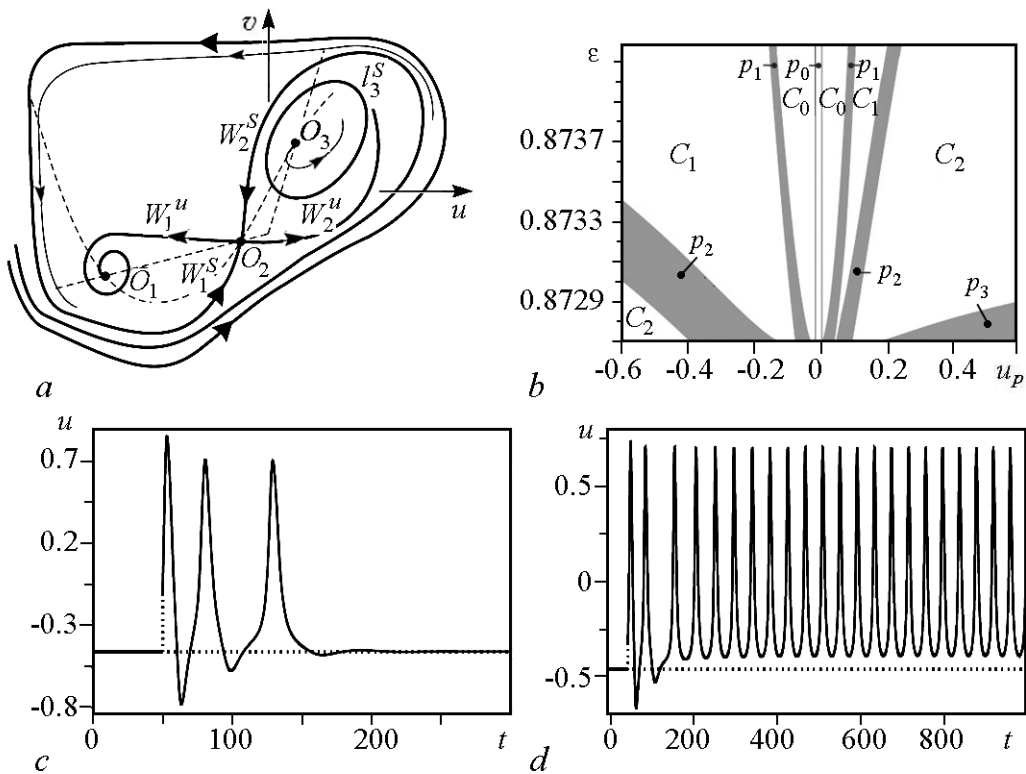 v
l₃ˢ
W₂ˢ
O₃
W₁ᵘ
W₂ᵘ
u
O₁
W₁ˢ
O₂
a
ε
p₁ p₀ p₁
C₀ C₀ C₁
0.8737
C₁ C₂
0.8733
p₂ p₂
0.8729
p₃
C₂
-0.6 -0.4 -0.2 0 0.2 0.4 uₚ
b
u
0.7
0.2
-0.3
-0.8
0 100 200 t
c
u
0.5
0
-0.5
0 200 400 600 800 t
d